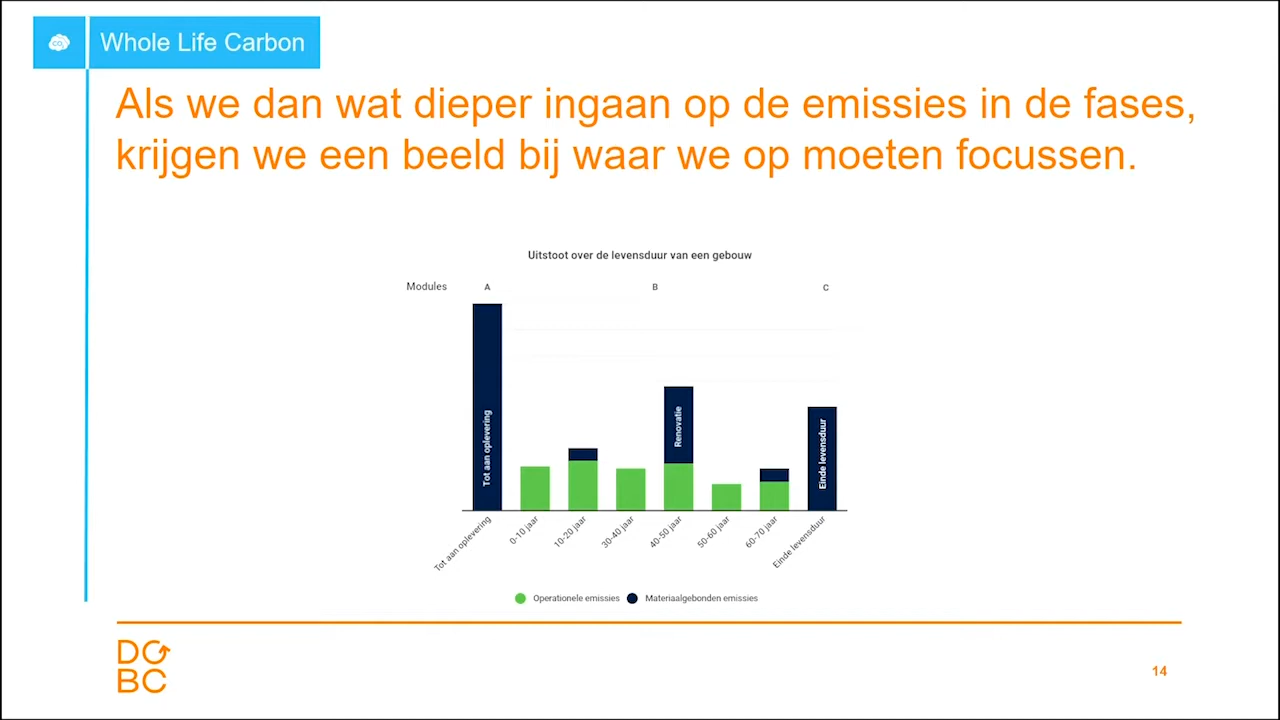 CO₂
Whole Life Carbon
Als we dan wat dieper ingaan op de emissies in de fases,
krijgen we een beeld bij waar we op moeten focussen.
Uitstoot over de levensduur van een gebouw
Modules A B C
Tot aan oplevering
Renovatie
Einde levensduur
Tot aan oplevering
0-10 jaar
10-20 jaar
30-40 jaar
40-50 jaar
50-60 jaar
60-70 jaar
Einde levensduur
Operationele emissies
Materiaalgebonden emissies
DG
BC
14